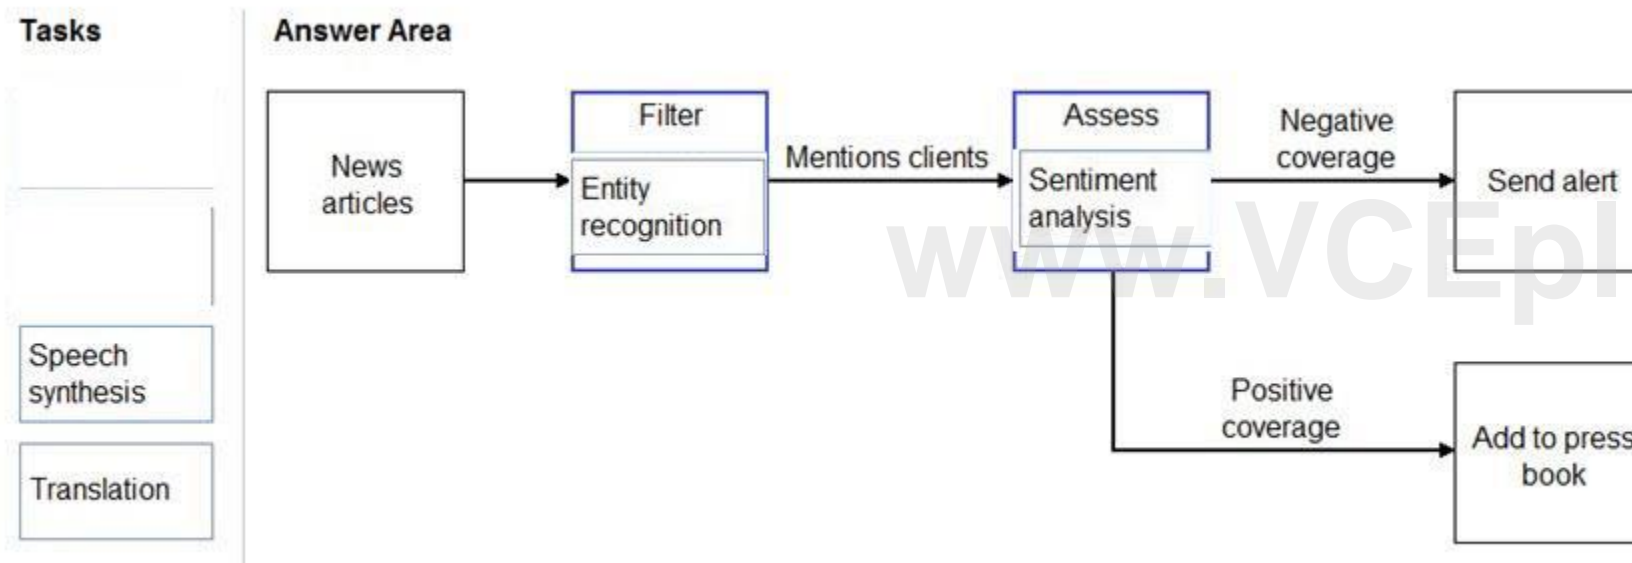 Tasks
Answer Area
News
articles
Filter
Entity
recognition
Mentions clients
Assess
Sentiment
analysis
Negative
coverage
Send alert
www.VCEpl
Speech
synthesis
Translation
Positive
coverage
Add to press
book